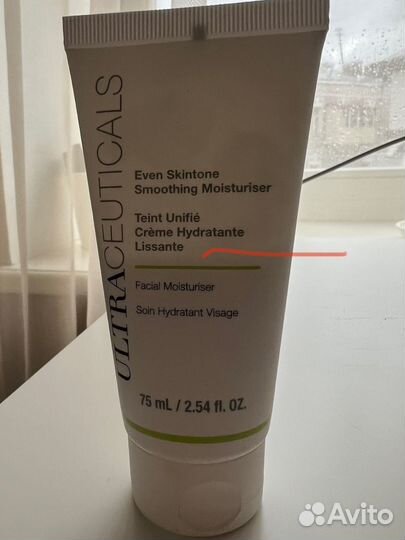 ULTRACEUTICALS
Even Skintone
Smoothing Moisturiser
Teint Unifié
Crème Hydratante
Lissante
Facial Moisturiser
Soin Hydratant Visage
75 mL / 2.54 fl. oz.
Avito